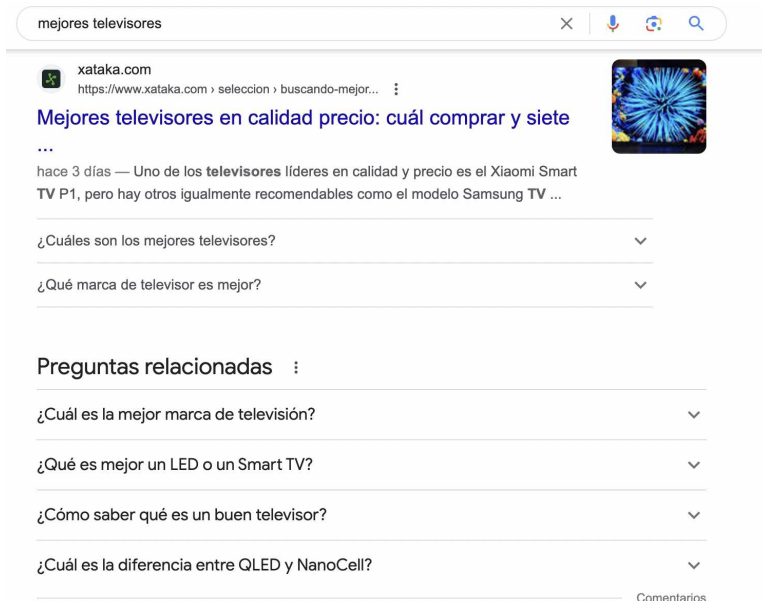 mejores televisores
xataka.com
https://www.xataka.com › seleccion › buscando-mejor...
Mejores televisores en calidad precio: cuál comprar y siete
...
hace 3 días — Uno de los televisores líderes en calidad y precio es el Xiaomi Smart
TV P1, pero hay otros igualmente recomendables como el modelo Samsung TV ...
¿Cuáles son los mejores televisores?
¿Qué marca de televisor es mejor?
Preguntas relacionadas
¿Cuál es la mejor marca de televisión?
¿Qué es mejor un LED o un Smart TV?
¿Cómo saber qué es un buen televisor?
¿Cuál es la diferencia entre QLED y NanoCell?
Comentarios